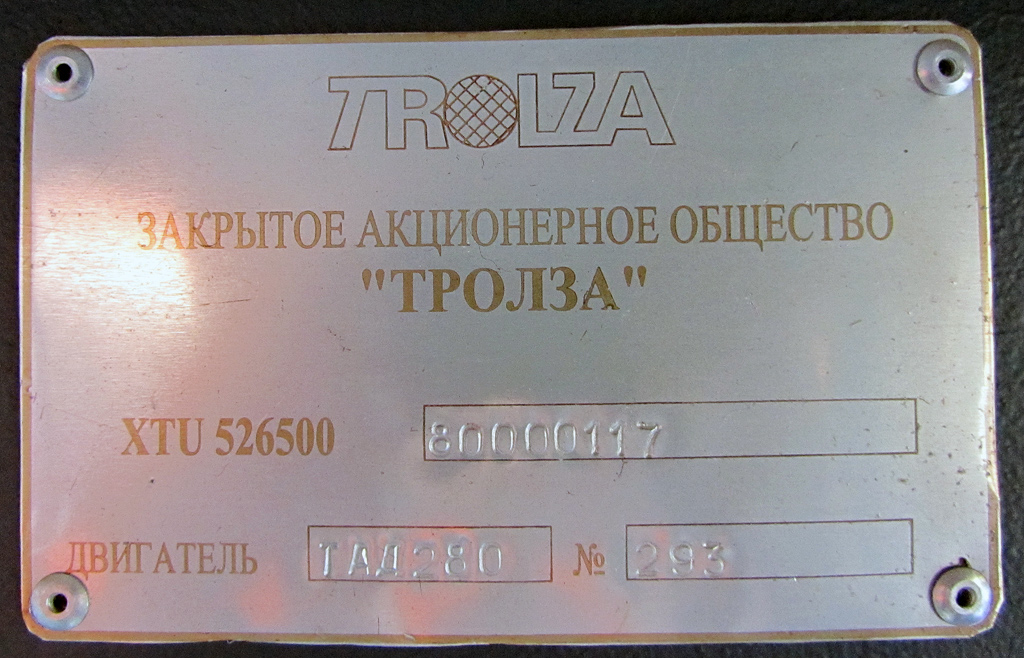 TROLZA
ЗАКРЫТОЕ АКЦИОНЕРНОЕ ОБЩЕСТВО
"ТРОЛЗА"
XTU 526500 80000117
ДВИГАТЕЛЬ ТАД280 № 293